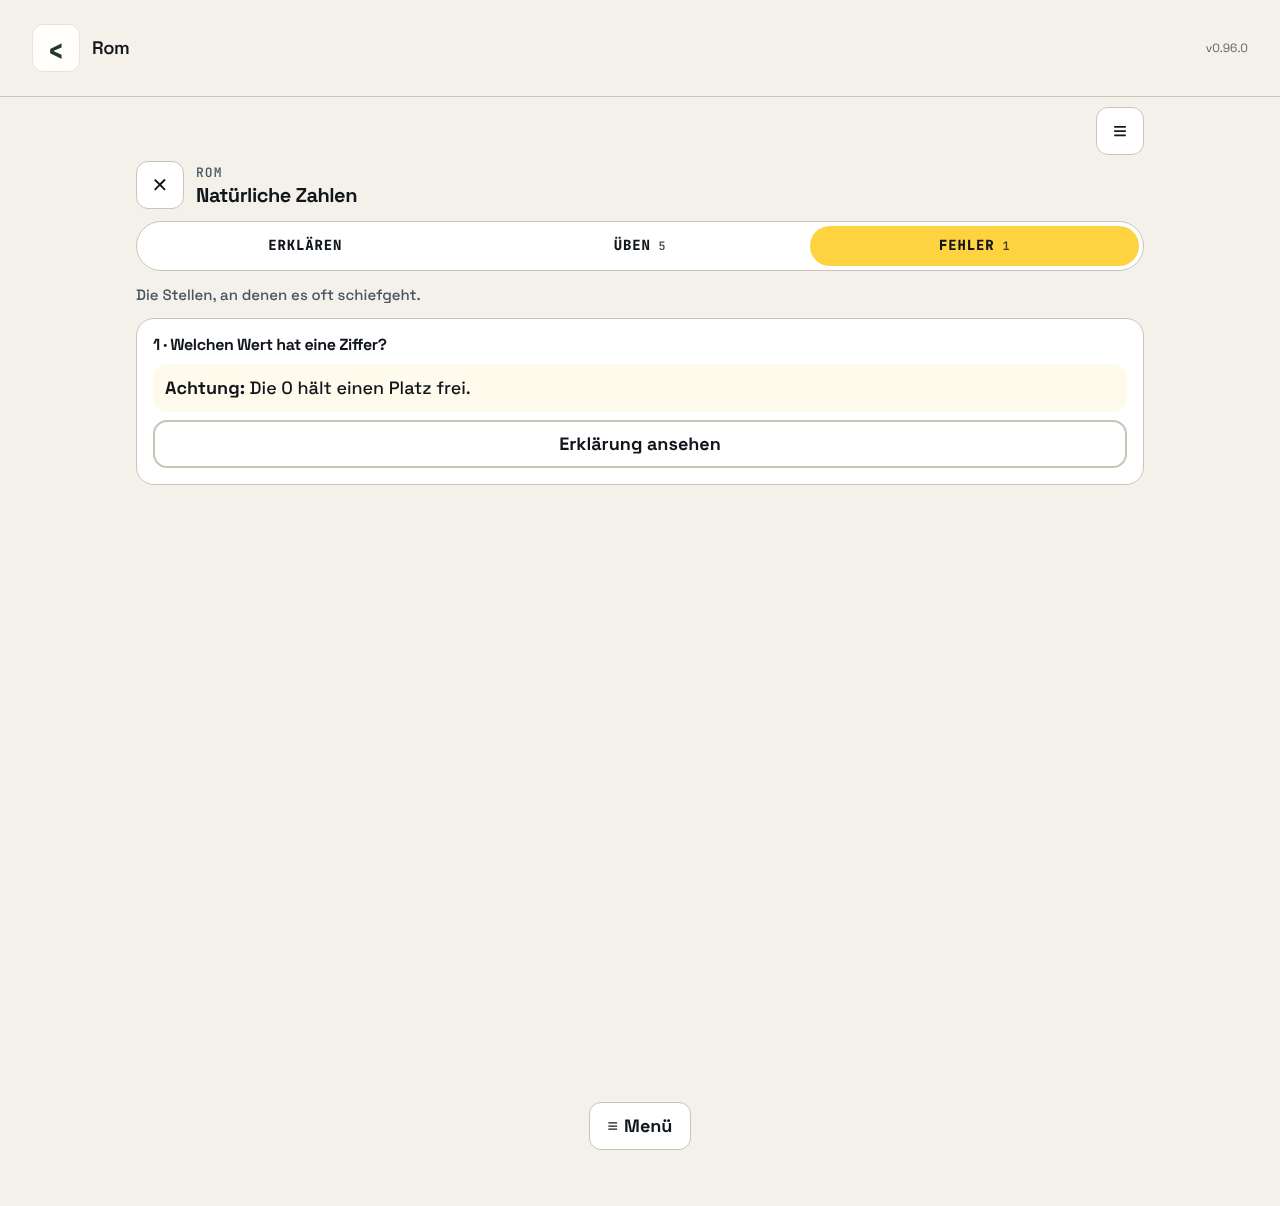 < Rom
v0.96.0
≡
✕
ROM
Natürliche Zahlen
ERKLÄREN
ÜBEN 5
FEHLER 1
Die Stellen, an denen es oft schiefgeht.
1 · Welchen Wert hat eine Ziffer?
Achtung: Die 0 hält einen Platz frei.
Erklärung ansehen
≡ Menü